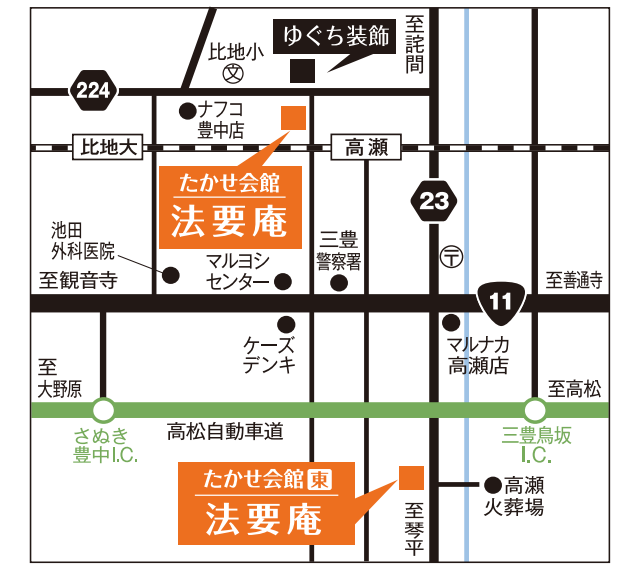 ゆぐち装飾
至詫間
比地小
文
224
ナフコ
豊中店
比地大
高瀬
たかせ会館
法要庵
23
池田
外科医院
マルヨシ
センター
三豊
警察署
〒
至観音寺
至善通寺
11
ケーズ
デンキ
マルナカ
高瀬店
至
大野原
至高松
さぬき
豊中I.C.
高松自動車道
三豊鳥坂
I.C.
たかせ会館 東
法要庵
至琴平
高瀬
火葬場